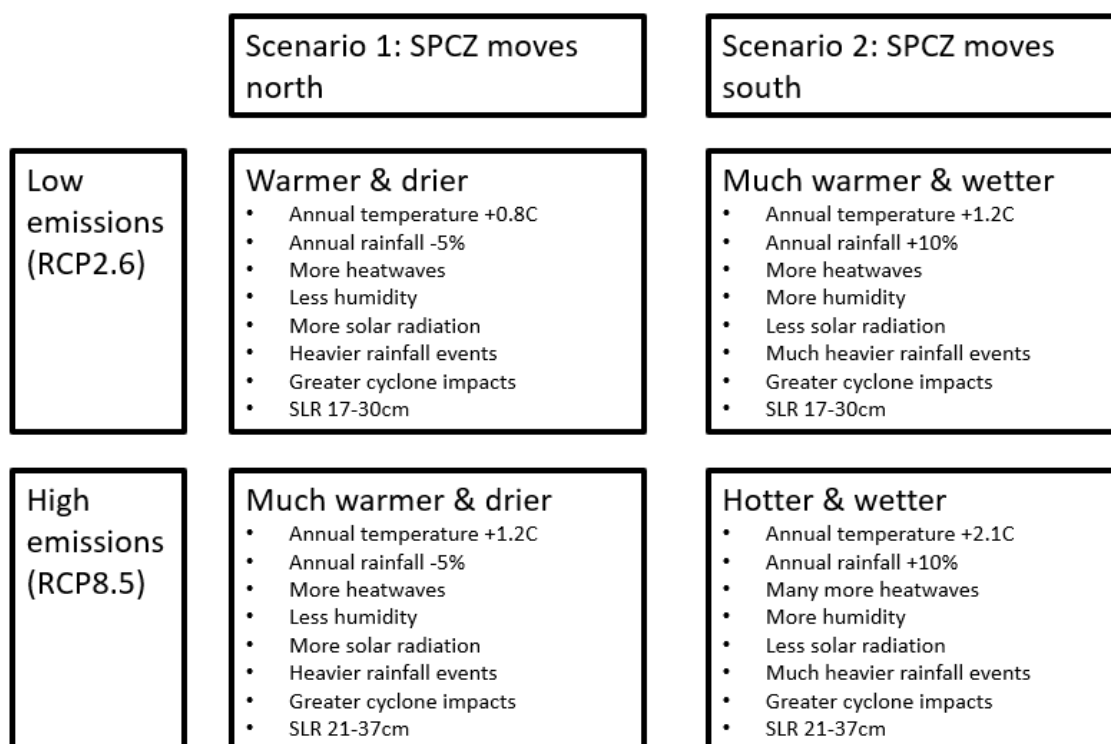 Scenario 1: SPCZ moves
north
Scenario 2: SPCZ moves
south
Low
emissions
(RCP2.6)
Warmer & drier
• Annual temperature +0.8C
• Annual rainfall -5%
• More heatwaves
• Less humidity
• More solar radiation
• Heavier rainfall events
• Greater cyclone impacts
• SLR 17-30cm
Much warmer & wetter
• Annual temperature +1.2C
• Annual rainfall +10%
• More heatwaves
• More humidity
• Less solar radiation
• Much heavier rainfall events
• Greater cyclone impacts
• SLR 17-30cm
High
emissions
(RCP8.5)
Much warmer & drier
• Annual temperature +1.2C
• Annual rainfall -5%
• More heatwaves
• Less humidity
• More solar radiation
• Heavier rainfall events
• Greater cyclone impacts
• SLR 21-37cm
Hotter & wetter
• Annual temperature +2.1C
• Annual rainfall +10%
• Many more heatwaves
• More humidity
• Less solar radiation
• Much heavier rainfall events
• Greater cyclone impacts
• SLR 21-37cm